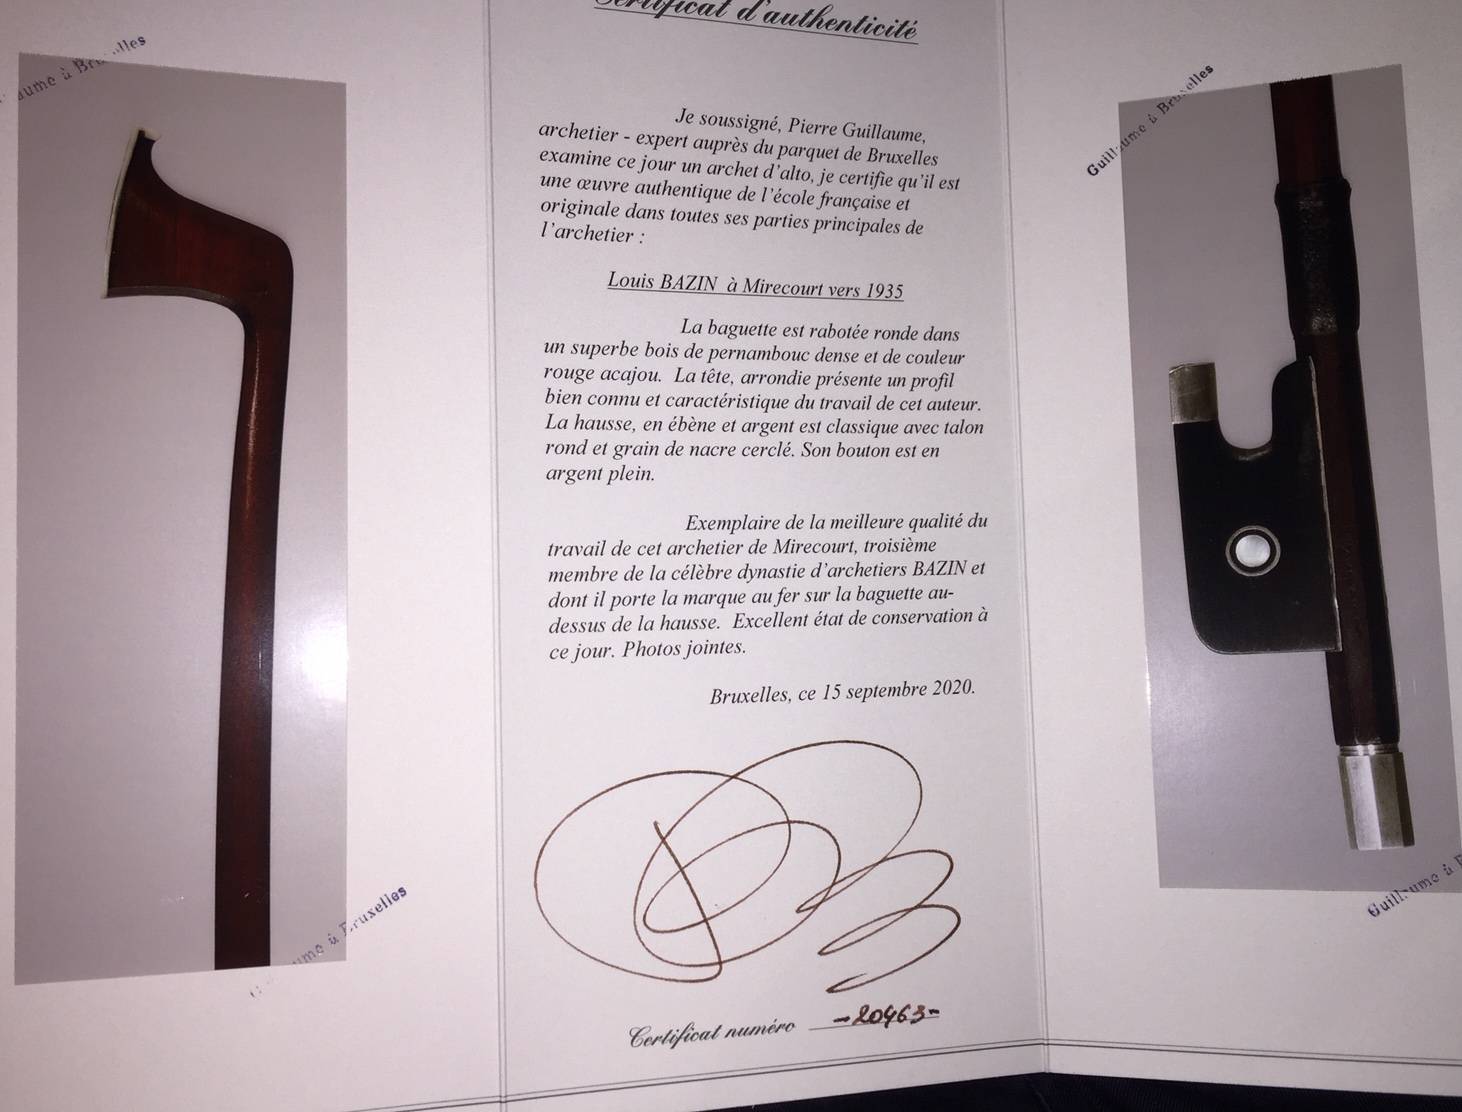 Certificat d'authenticité
Je soussigné, Pierre Guillaume,
archetier - expert auprès du parquet de Bruxelles
examine ce jour un archet d'alto, je certifie qu'il est
une œuvre authentique de l'école française et
originale dans toutes ses parties principales de
l'archetier :
Louis BAZIN à Mirecourt vers 1935
La baguette est rabotée ronde dans
un superbe bois de pernambouc dense et de couleur
rouge acajou. La tête, arrondie présente un profil
bien connu et caractéristique du travail de cet auteur.
La hausse, en ébène et argent est classique avec talon
rond et grain de nacre cerclé. Son bouton est en
argent plein.
Exemplaire de la meilleure qualité du
travail de cet archetier de Mirecourt, troisième
membre de la célèbre dynastie d'archetiers BAZIN et
dont il porte la marque au fer sur la baguette au-
dessus de la hausse. Excellent état de conservation à
ce jour. Photos jointes.
Bruxelles, ce 15 septembre 2020.
Certificat numéro -20463-
à Bruxelles
à Bruxelles
Guillaume à Bruxelles
Guillaume à